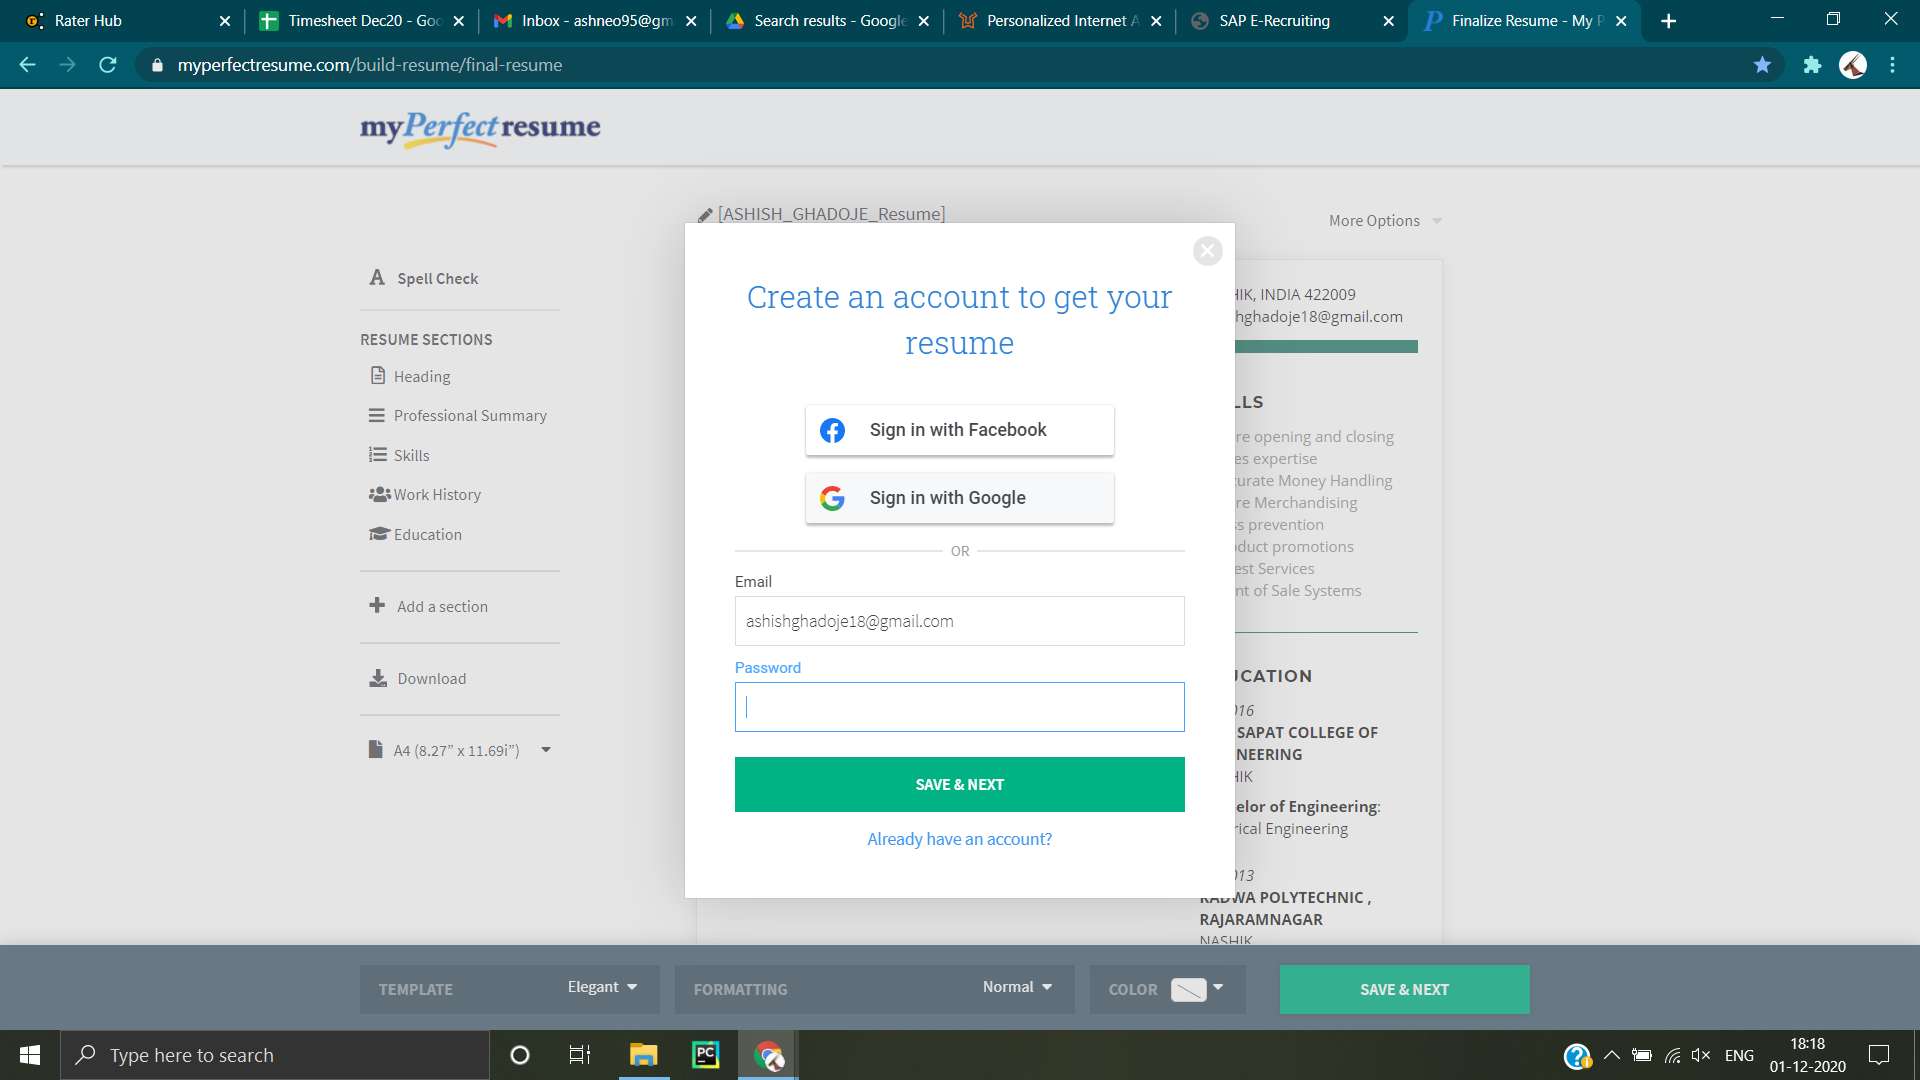 Rater Hub
Timesheet Dec20 - Goo
Inbox - ashneo95@gm
Search results - Google
Personalized Internet A
SAP E-Recruiting
Finalize Resume - My P
myperfectresume.com/build-resume/final-resume
myPerfectresume
[ASHISH_GHADOJE_Resume]
More Options
Spell Check
RESUME SECTIONS
Heading
Professional Summary
Skills
Work History
Education
Add a section
Download
A4 (8.27” x 11.69i”)
Create an account to get your
resume
Sign in with Facebook
Sign in with Google
OR
Email
ashishghadoje18@gmail.com
Password
SAVE & NEXT
Already have an account?
HIK, INDIA 422009
hghadoje18@gmail.com
LLS
re opening and closing
es expertise
curate Money Handling
re Merchandising
ss prevention
oduct promotions
est Services
nt of Sale Systems
UCATION
016
SAPAT COLLEGE OF
NEERING
HIK
elor of Engineering:
rical Engineering
013
RADWA POLYTECHNIC ,
RAJARAMNAGAR
NASHIK
TEMPLATE
Elegant
FORMATTING
Normal
COLOR
SAVE & NEXT
Type here to search
PC
ENG
18:18
01-12-2020